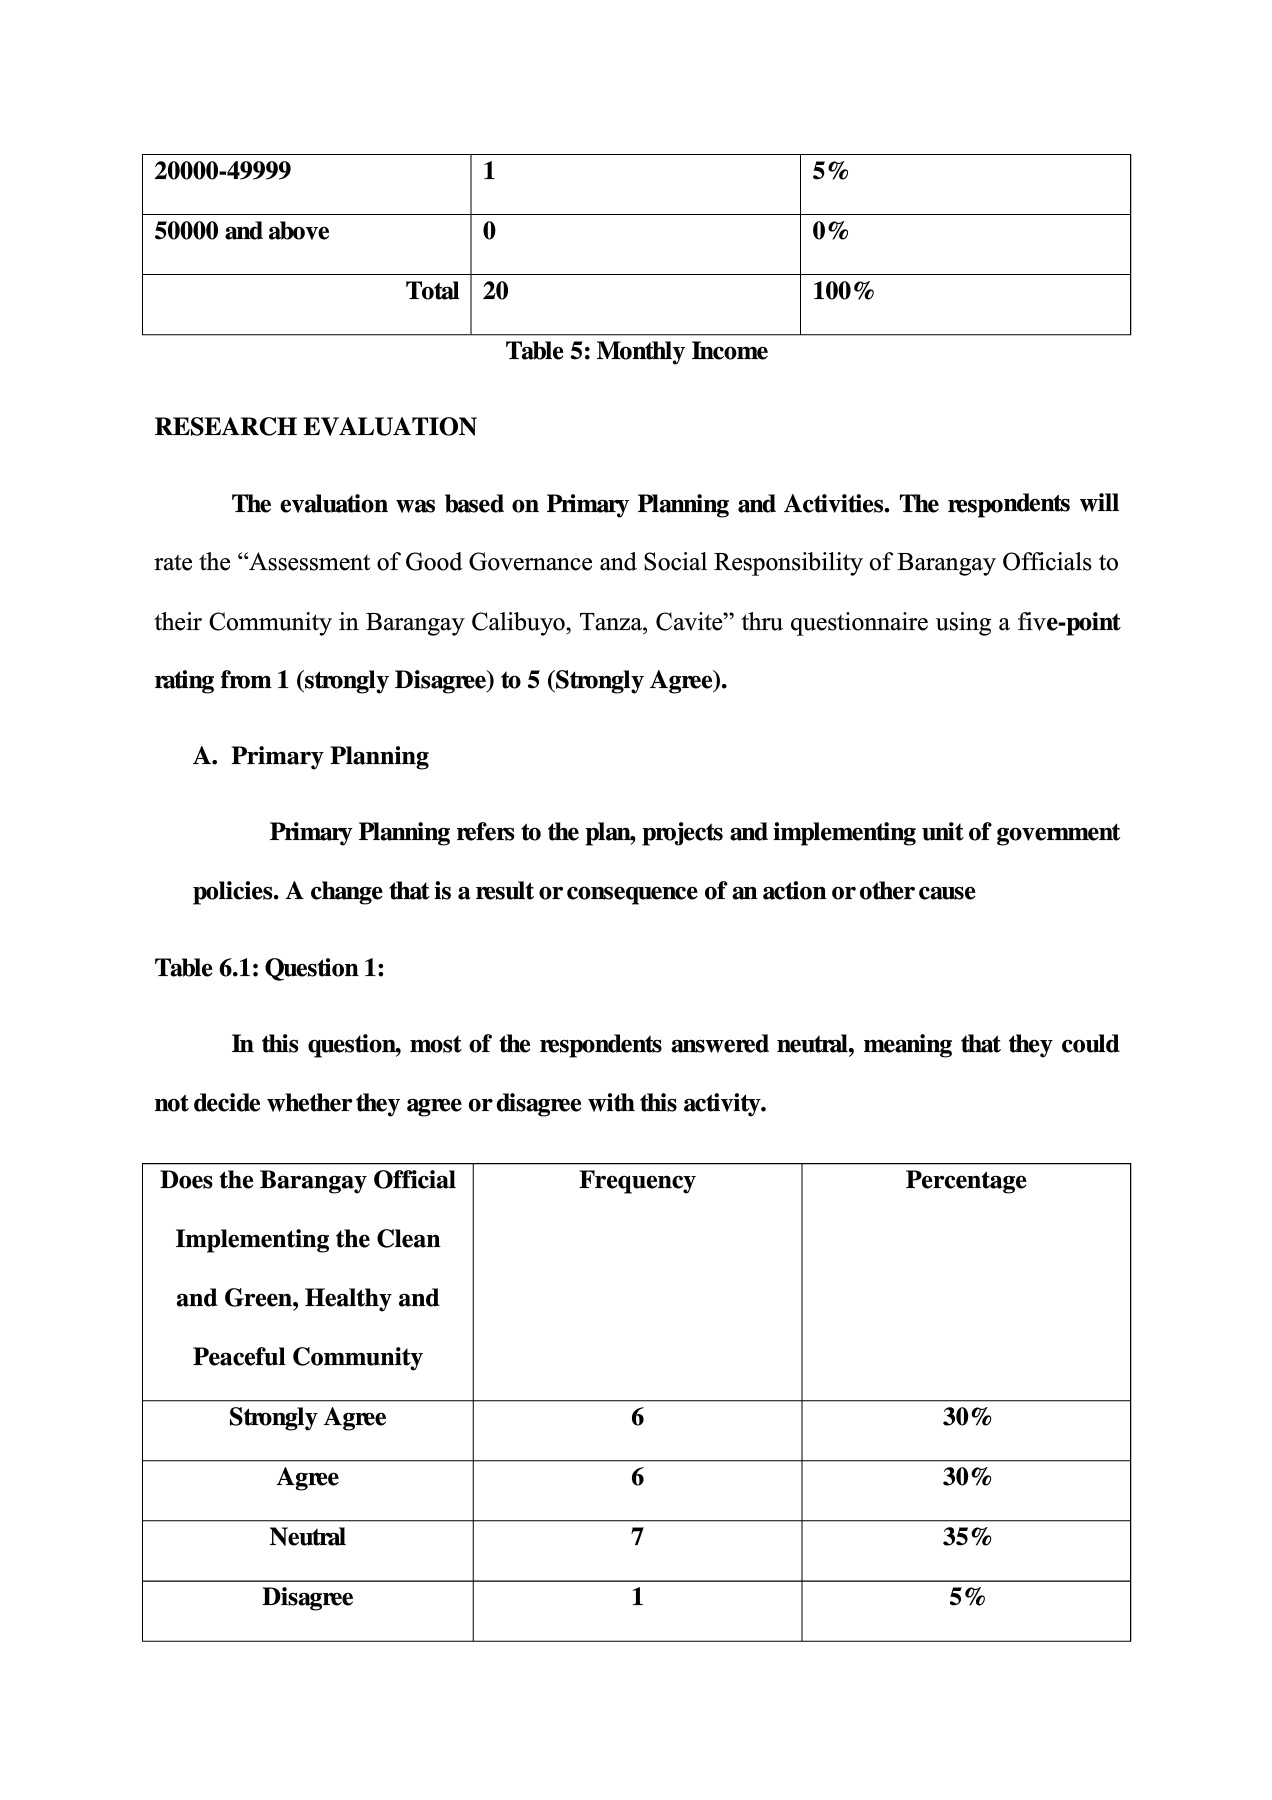 20000-49999 1 5%
50000 and above 0 0%
Total 20 100%
Table 5: Monthly Income
RESEARCH EVALUATION
The evaluation was based on Primary Planning and Activities. The respondents will
rate the “Assessment of Good Governance and Social Responsibility of Barangay Officials to
their Community in Barangay Calibuyo, Tanza, Cavite” thru questionnaire using a five-point
rating from 1 (strongly Disagree) to 5 (Strongly Agree).
A. Primary Planning
Primary Planning refers to the plan, projects and implementing unit of government
policies. A change that is a result or consequence of an action or other cause
Table 6.1: Question 1:
In this question, most of the respondents answered neutral, meaning that they could
not decide whether they agree or disagree with this activity.
Does the Barangay Official Frequency Percentage
Implementing the Clean
and Green, Healthy and
Peaceful Community
Strongly Agree 6 30%
Agree 6 30%
Neutral 7 35%
Disagree 1 5%